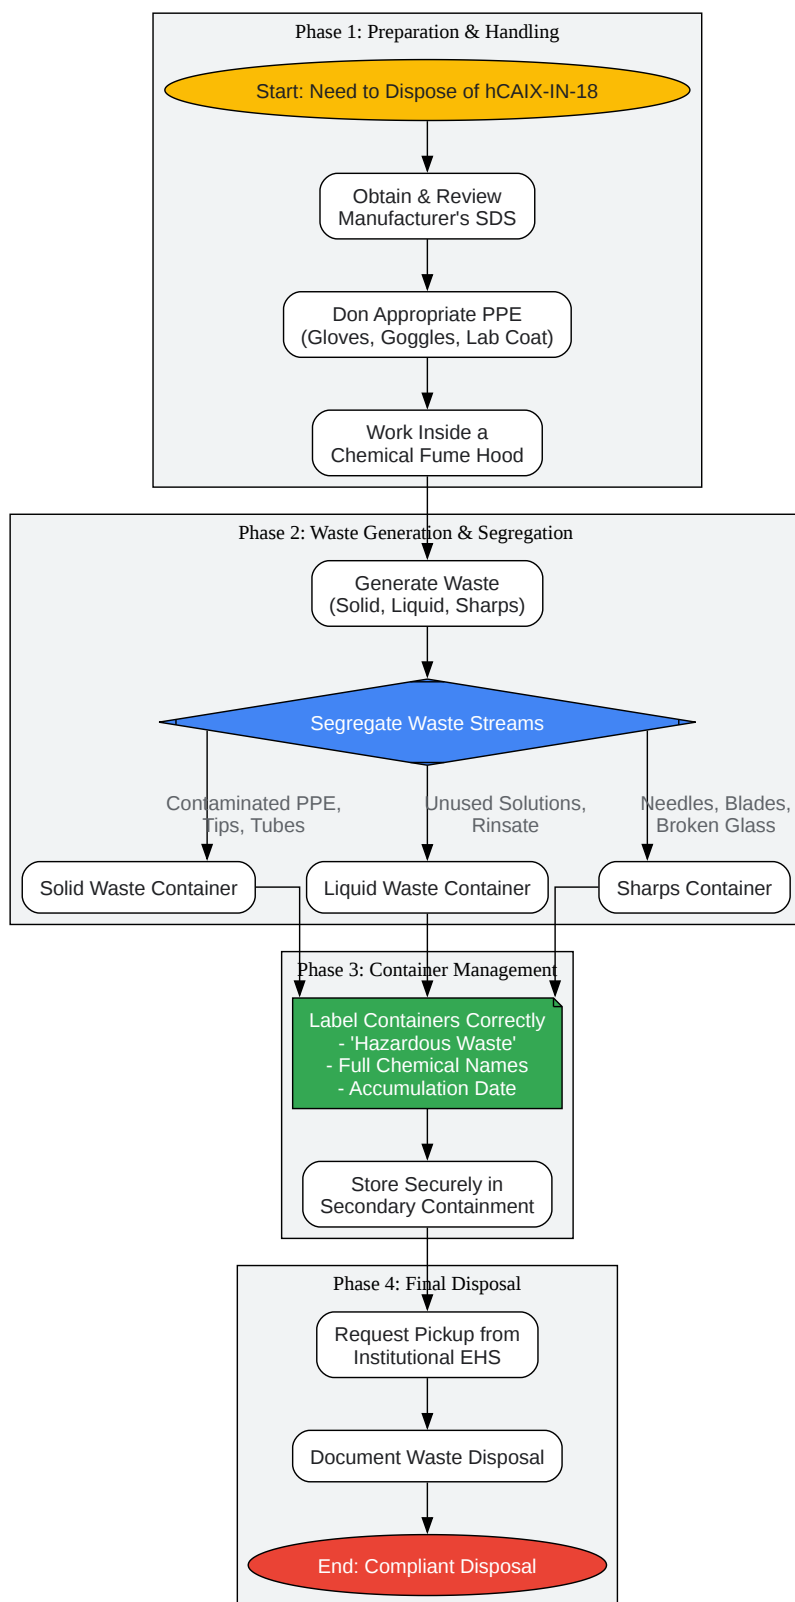 Phase 1: Preparation & Handling
Start: Need to Dispose of hCAIX-IN-18
Obtain & Review
Manufacturer's SDS
Don Appropriate PPE
(Gloves, Goggles, Lab Coat)
Work Inside a
Chemical Fume Hood
Phase 2: Waste Generation & Segregation
Generate Waste
(Solid, Liquid, Sharps)
Segregate Waste Streams
Contaminated PPE,
Tips, Tubes
Unused Solutions,
Rinsate
Needles, Blades,
Broken Glass
Solid Waste Container
Liquid Waste Container
Sharps Container
Phase 3: Container Management
Label Containers Correctly
- 'Hazardous Waste'
- Full Chemical Names
- Accumulation Date
Store Securely in
Secondary Containment
Phase 4: Final Disposal
Request Pickup from
Institutional EHS
Document Waste Disposal
End: Compliant Disposal